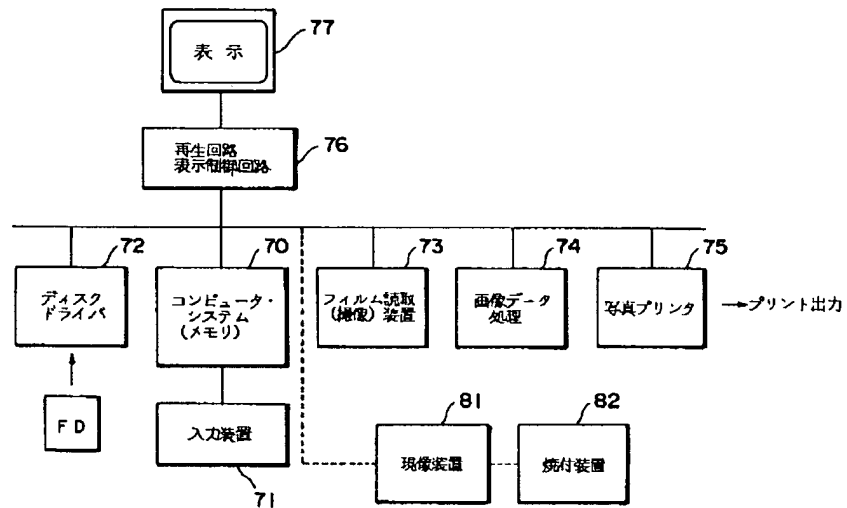 77
表示
76
再生回路
表示制御回路
72
70
73
74
75
ディスク
ドライバ
コンピュータ・
システム
(メモリ)
フィルム読取
(撮像)装置
画像データ
処理
写真プリンタ
→プリント出力
FD
入力装置
71
81
82
現像装置
焼付装置